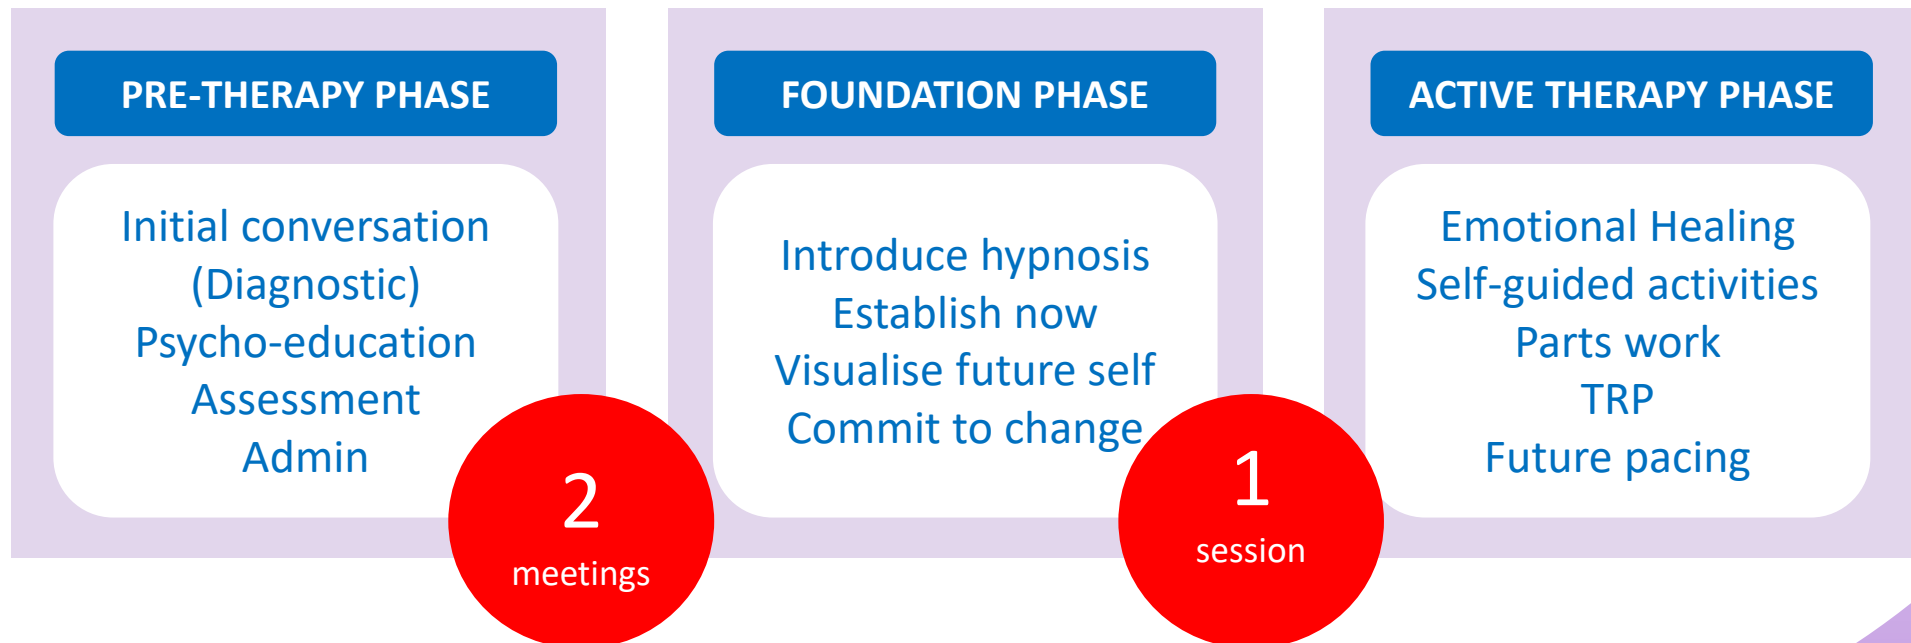 PRE-THERAPY PHASE
Initial conversation
(Diagnostic)
Psycho-education
Assessment
Admin
2
meetings
FOUNDATION PHASE
Introduce hypnosis
Establish now
Visualise future self
Commit to change
1
session
ACTIVE THERAPY PHASE
Emotional Healing
Self-guided activities
Parts work
TRP
Future pacing